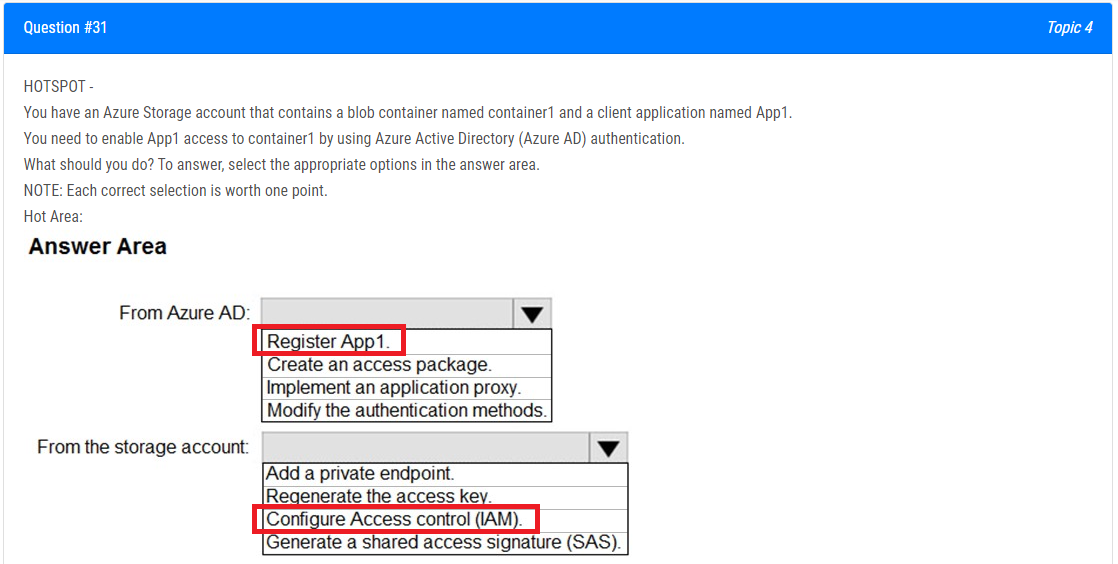 Question #31
Topic 4
HOTSPOT -
You have an Azure Storage account that contains a blob container named container1 and a client application named App1.
You need to enable App1 access to container1 by using Azure Active Directory (Azure AD) authentication.
What should you do? To answer, select the appropriate options in the answer area.
NOTE: Each correct selection is worth one point.
Hot Area:
Answer Area
From Azure AD:
Register App1.
Create an access package.
Implement an application proxy.
Modify the authentication methods.
From the storage account:
Add a private endpoint.
Regenerate the access key.
Configure Access control (IAM).
Generate a shared access signature (SAS).